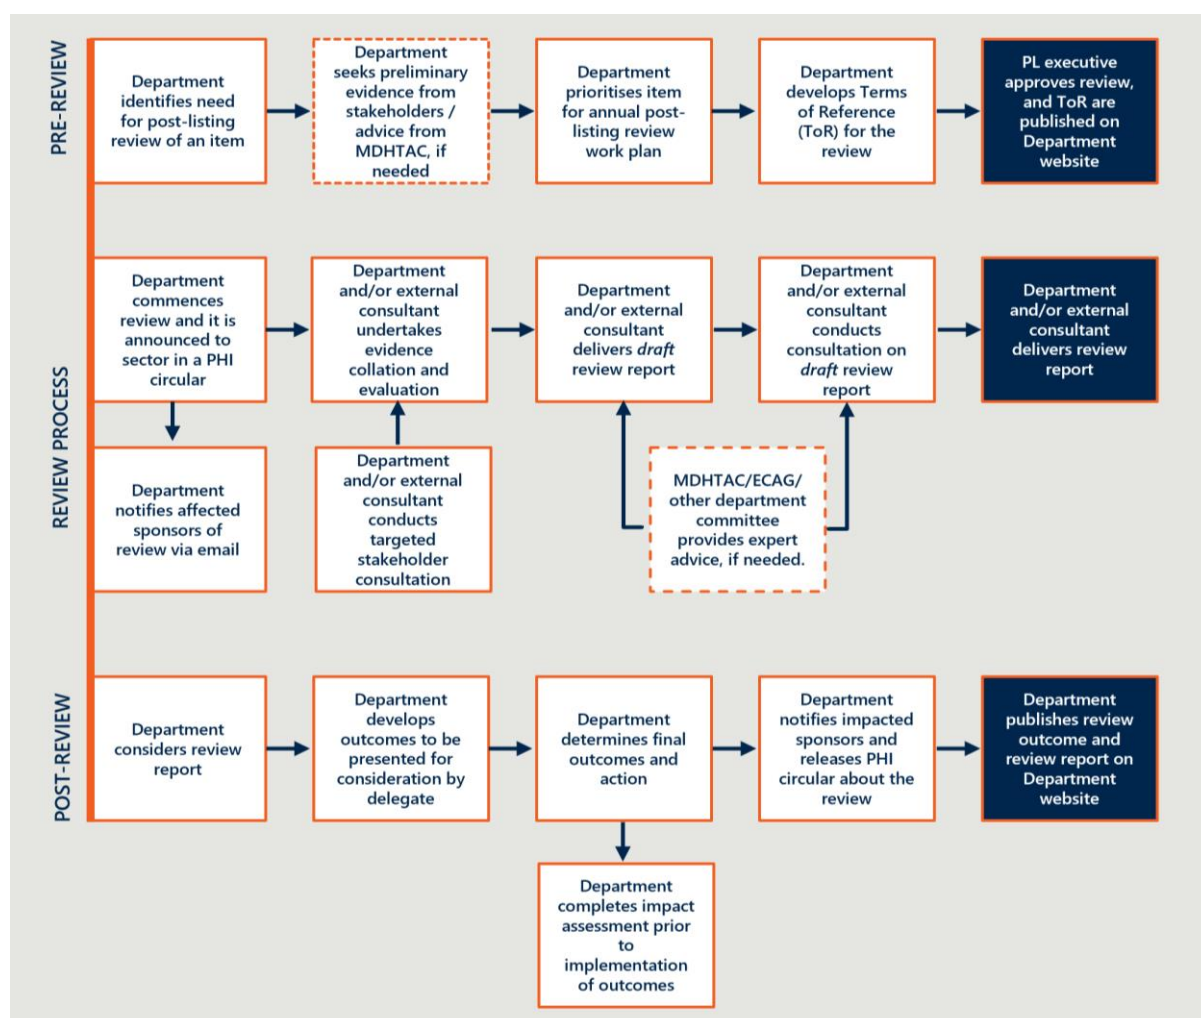 PRE-REVIEW
Department
identifies need
for post-listing
review of an item
Department
seeks preliminary
evidence from
stakeholders /
advice from
MDHTAC, if
needed
Department
prioritises item
for annual post-
listing review
work plan
Department
develops Terms
of Reference
(ToR) for the
review
PL executive
approves review,
and ToR are
published on
Department
website
REVIEW PROCESS
Department
commences
review and it is
announced to
sector in a PHI
circular
Department
and/or external
consultant
undertakes
evidence
collation and
evaluation
Department
and/or external
consultant
delivers draft
review report
Department
and/or external
consultant
conducts
consultation on
draft review
report
Department
and/or external
consultant
delivers review
report
Department
notifies affected
sponsors of
review via email
Department
and/or external
consultant
conducts
targeted
stakeholder
consultation
MDHTAC/ECAG/
other department
committee
provides expert
advice, if needed.
POST-REVIEW
Department
considers review
report
Department
develops
outcomes to be
presented for
consideration by
delegate
Department
determines final
outcomes and
action
Department
notifies impacted
sponsors and
releases PHI
circular about the
review
Department
publishes review
outcome and
review report on
Department
website
Department
completes impact
assessment prior
to
implementation
of outcomes